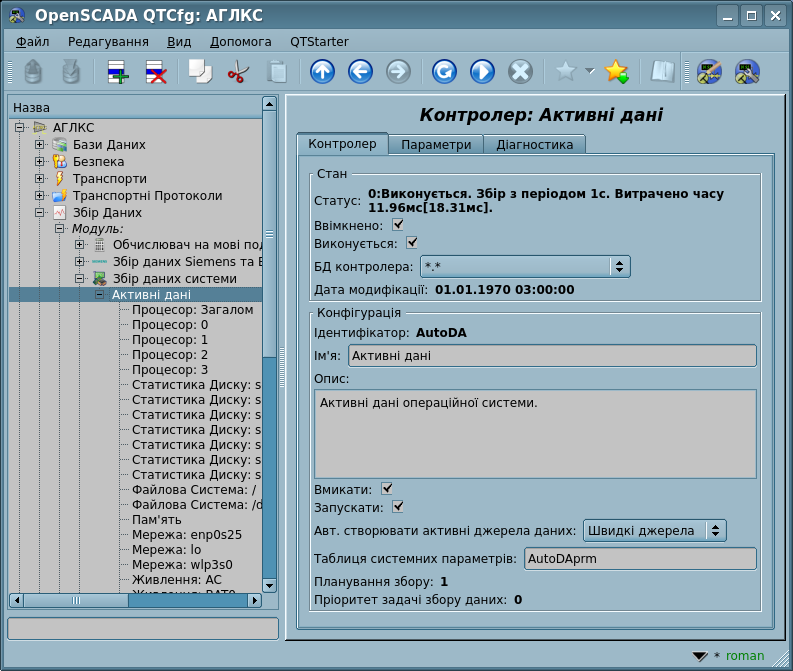 OpenSCADA QTCfg: АГЛКС
Файл Редагування Вид Допомога QTStarter
Назва
АГЛКС
Бази Даних
Безпека
Транспорти
Транспортні Протоколи
Збір Даних
Модуль:
Обчислювач на мові по
Збір даних Siemens та
Збір даних системи
Активні дані
Процесор: Загалом
Процесор: 0
Процесор: 1
Процесор: 2
Процесор: 3
Статистика Диску: s
Статистика Диску: s
Статистика Диску: s
Статистика Диску: s
Статистика Диску: s
Статистика Диску: s
Статистика Диску: s
Файлова Система: /
Файлова Система: /d
Пам'ять
Мережа: enp0s25
Мережа: lo
Мережа: wlp3s0
Живлення: AC
Живлення: BAT0
Контролер: Активні дані
Контролер Параметри Діагностика
Стан
Статус: 0:Виконується. Збір з періодом 1с. Витрачено часу
11.96мс[18.31мс].
Ввімкнено:
Виконується:
БД контролера: *.*
Дата модифікації: 01.01.1970 03:00:00
Конфігурація
Ідентифікатор: AutoDA
Ім'я: Активні дані
Опис:
Активні дані операційної системи.
Вмикати:
Запускати:
Авт. створювати активні джерела даних: Швидкі джерела
Таблиця системних параметрів: AutoDAprm
Планування збору: 1
Пріоритет задачі збору даних: 0
* roman